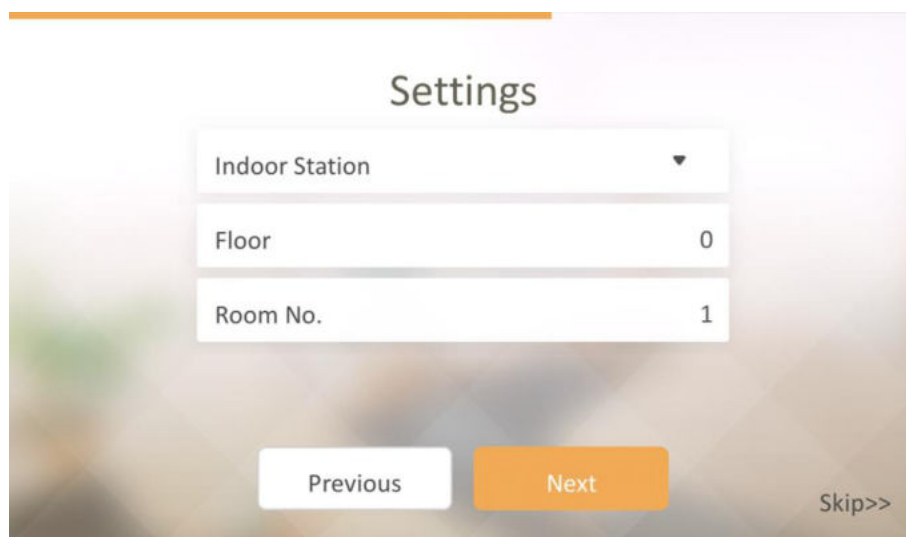 Settings
Indoor Station
Floor 0
Room No. 1
Previous Next
Skip>>